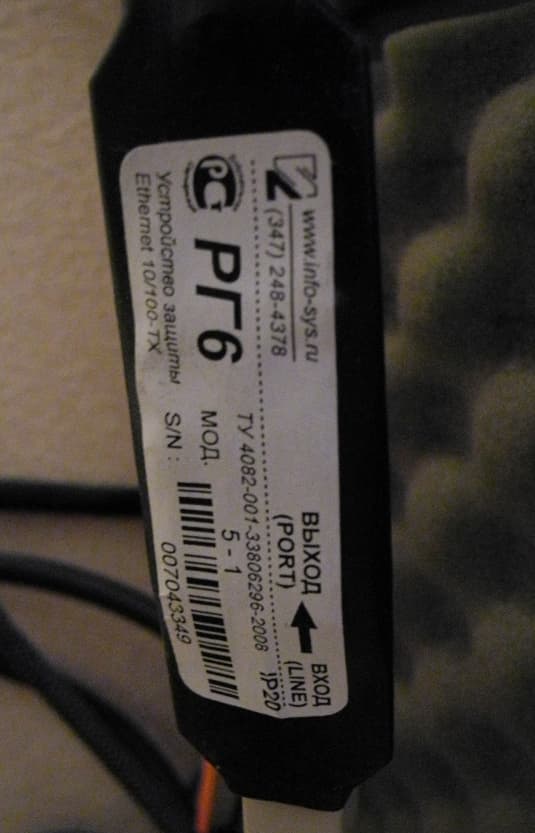 www.info-sys.ru
(347) 248-4378
ВЫХОД
(PORT)
ВХОД
(LINE)
РСТ
РГ6
ТУ 4082-001-33806296-2008
IP20
МОД.
5 - 1
Устройство защиты
Ethernet 10/100-TX
S/N :
007043349